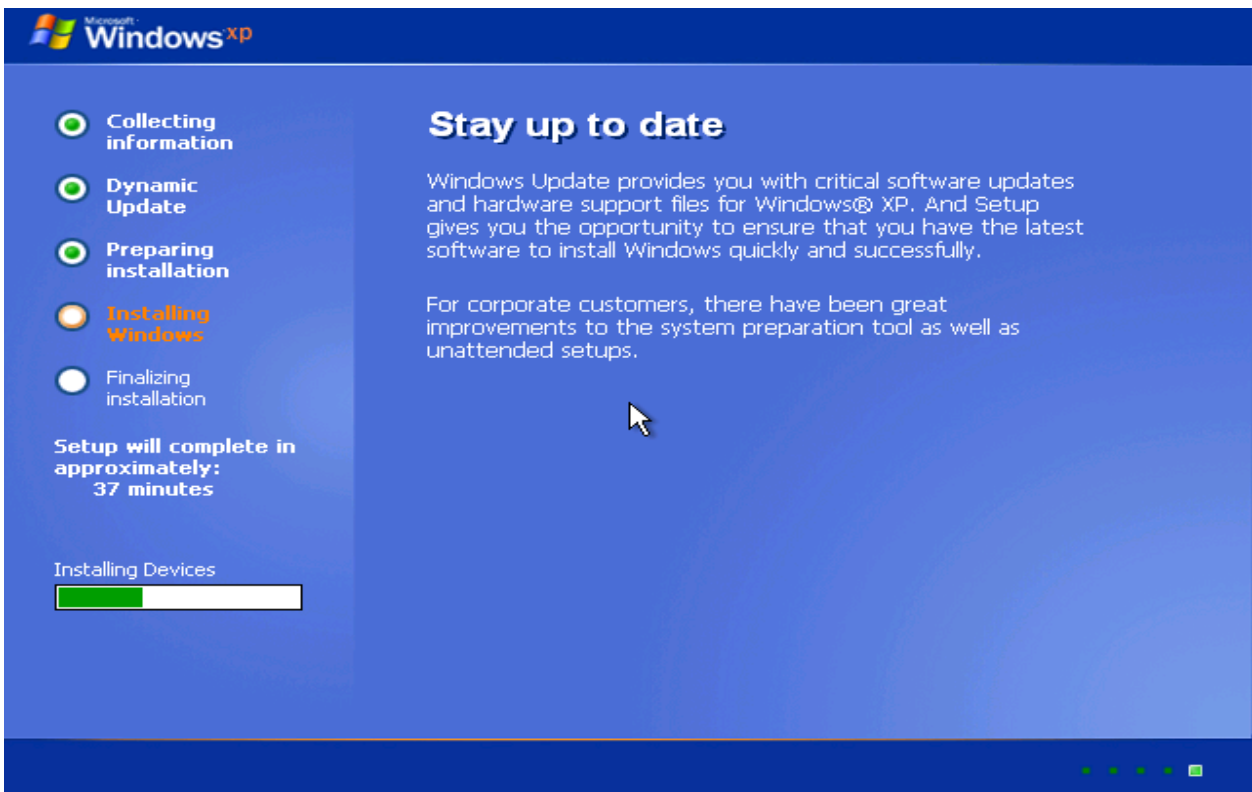 Microsoft
Windows xp
Collecting
information
Dynamic
Update
Preparing
installation
Installing
Windows
Finalizing
installation
Setup will complete in
approximately:
37 minutes
Installing Devices
Stay up to date
Windows Update provides you with critical software updates
and hardware support files for Windows® XP. And Setup
gives you the opportunity to ensure that you have the latest
software to install Windows quickly and successfully.
For corporate customers, there have been great
improvements to the system preparation tool as well as
unattended setups.